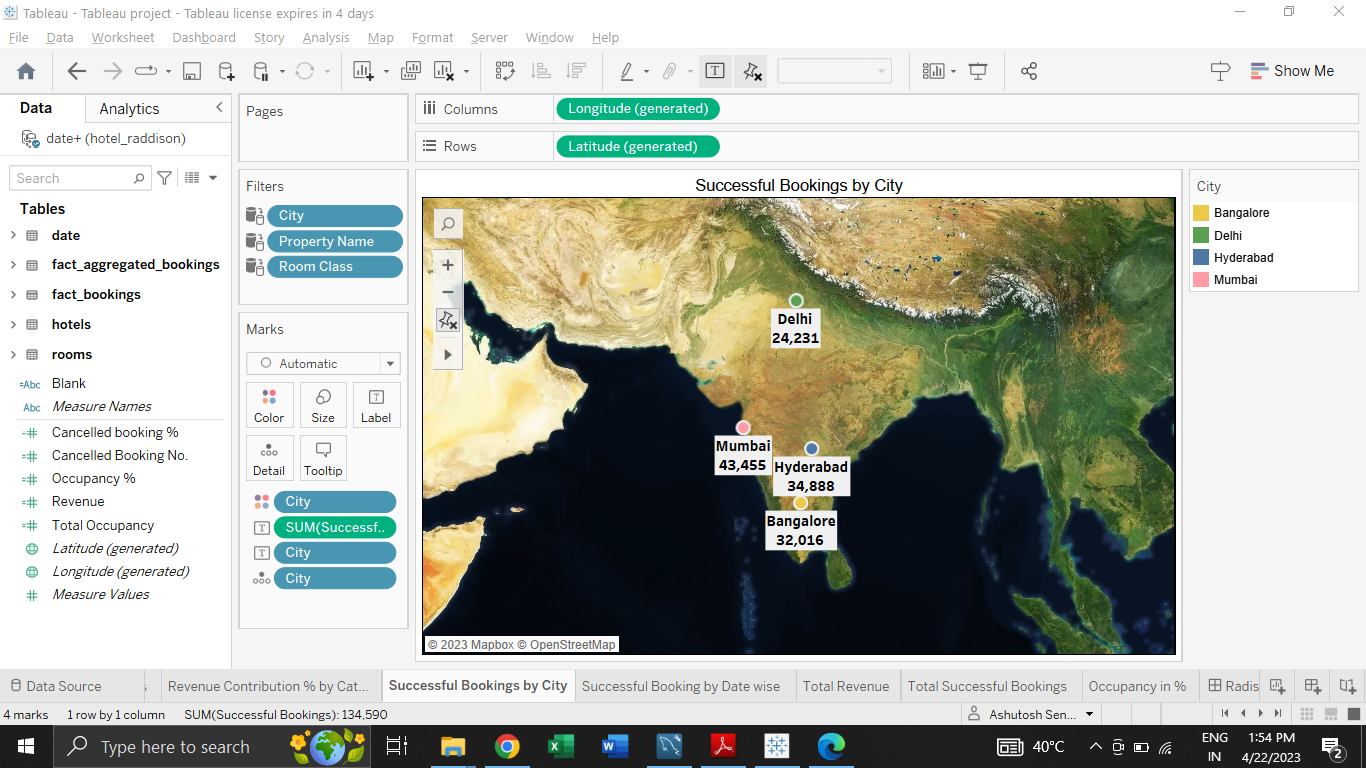 Tableau - Tableau project - Tableau license expires in 4 days
File Data Worksheet Dashboard Story Analysis Map Format Server Window Help
Show Me
Data Analytics
date+ (hotel_raddison)
Search
Tables
date
fact_aggregated_bookings
fact_bookings
hotels
rooms
Abc Blank
Abc Measure Names
Cancelled booking %
Cancelled Booking No.
Occupancy %
Revenue
Total Occupancy
Latitude (generated)
Longitude (generated)
Measure Values
Pages
Filters
City
Property Name
Room Class
Marks
Automatic
Color Size Label
Detail Tooltip
City
SUM(Successf..
City
City
Columns Longitude (generated)
Rows Latitude (generated)
Successful Bookings by City
Delhi
24,231
Mumbai
43,455
Hyderabad
34,888
Bangalore
32,016
© 2023 Mapbox © OpenStreetMap
City
Bangalore
Delhi
Hyderabad
Mumbai
Data Source Revenue Contribution % by Cat... Successful Bookings by City Successful Booking by Date wise Total Revenue Total Successful Bookings Occupancy in % Radis
4 marks 1 row by 1 column SUM(Successful Bookings): 134,590 Ashutosh Sen...
Type here to search
40°C
ENG
IN
1:54 PM
4/22/2023
2